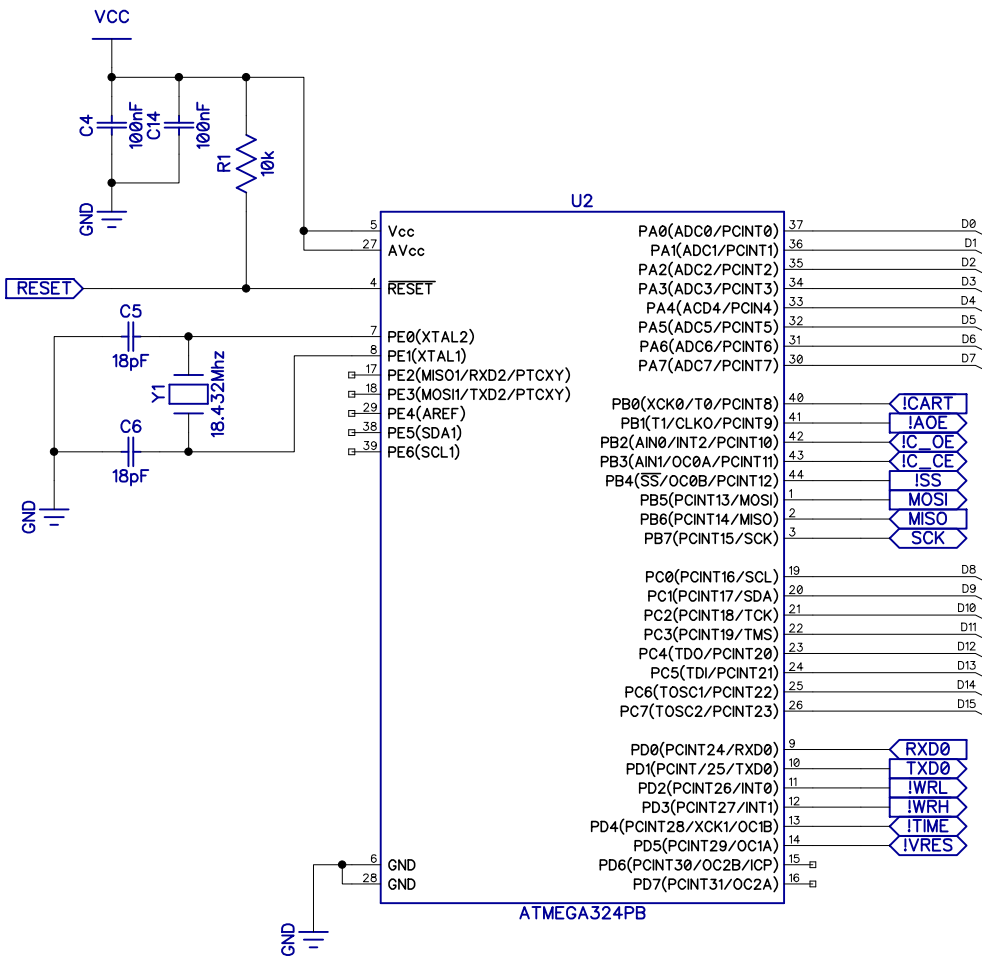 VCC
C4
100nF
C14
100nF
R1
10k
GND
RESET
C5
18pF
Y1
18.432Mhz
C6
18pF
GND
GND
U2
5 Vcc
27 AVcc
4 RESET
7 PE0(XTAL2)
8 PE1(XTAL1)
17 PE2(MISO1/RXD2/PTCXY)
18 PE3(MOSI1/TXD2/PTCXY)
29 PE4(AREF)
38 PE5(SDA1)
39 PE6(SCL1)
6 GND
28 GND
PA0(ADC0/PCINT0) 37 D0
PA1(ADC1/PCINT1) 36 D1
PA2(ADC2/PCINT2) 35 D2
PA3(ADC3/PCINT3) 34 D3
PA4(ACD4/PCIN4) 33 D4
PA5(ADC5/PCINT5) 32 D5
PA6(ADC6/PCINT6) 31 D6
PA7(ADC7/PCINT7) 30 D7
PB0(XCK0/T0/PCINT8) 40 !CART
PB1(T1/CLKO/PCINT9) 41 !AOE
PB2(AIN0/INT2/PCINT10) 42 !C_OE
PB3(AIN1/OC0A/PCINT11) 43 !C_CE
PB4(SS/OC0B/PCINT12) 44 !SS
PB5(PCINT13/MOSI) 1 MOSI
PB6(PCINT14/MISO) 2 MISO
PB7(PCINT15/SCK) 3 SCK
PC0(PCINT16/SCL) 19 D8
PC1(PCINT17/SDA) 20 D9
PC2(PCINT18/TCK) 21 D10
PC3(PCINT19/TMS) 22 D11
PC4(TDO/PCINT20) 23 D12
PC5(TDI/PCINT21) 24 D13
PC6(TOSC1/PCINT22) 25 D14
PC7(TOSC2/PCINT23) 26 D15
PD0(PCINT24/RXD0) 9 RXD0
PD1(PCINT/25/TXD0) 10 TXD0
PD2(PCINT26/INT0) 11 !WRL
PD3(PCINT27/INT1) 12 !WRH
PD4(PCINT28/XCK1/OC1B) 13 !TIME
PD5(PCINT29/OC1A) 14 !VRES
PD6(PCINT30/OC2B/ICP) 15
PD7(PCINT31/OC2A) 16
ATMEGA324PB